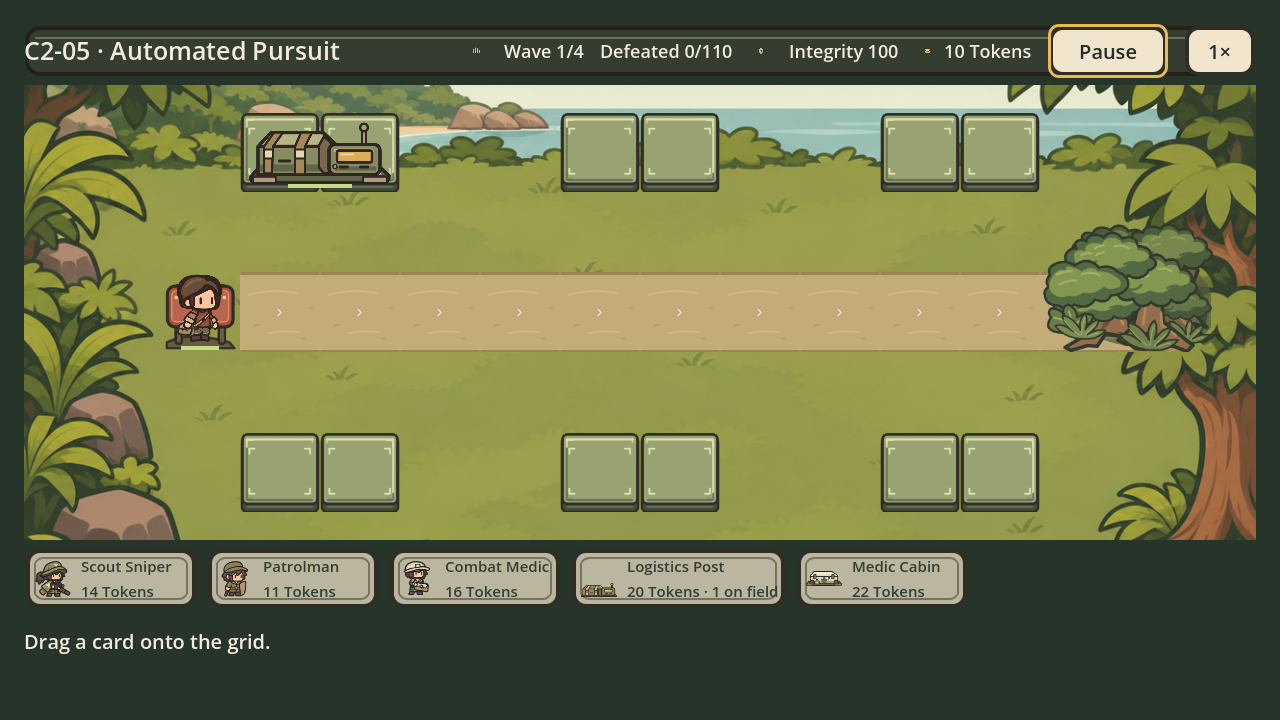 C2-05 · Automated Pursuit
Wave 1/4
Defeated 0/110
Integrity 100
10 Tokens
Pause
1×
Scout Sniper
14 Tokens
Patrolman
11 Tokens
Combat Medic
16 Tokens
Logistics Post
20 Tokens · 1 on field
Medic Cabin
22 Tokens
Drag a card onto the grid.